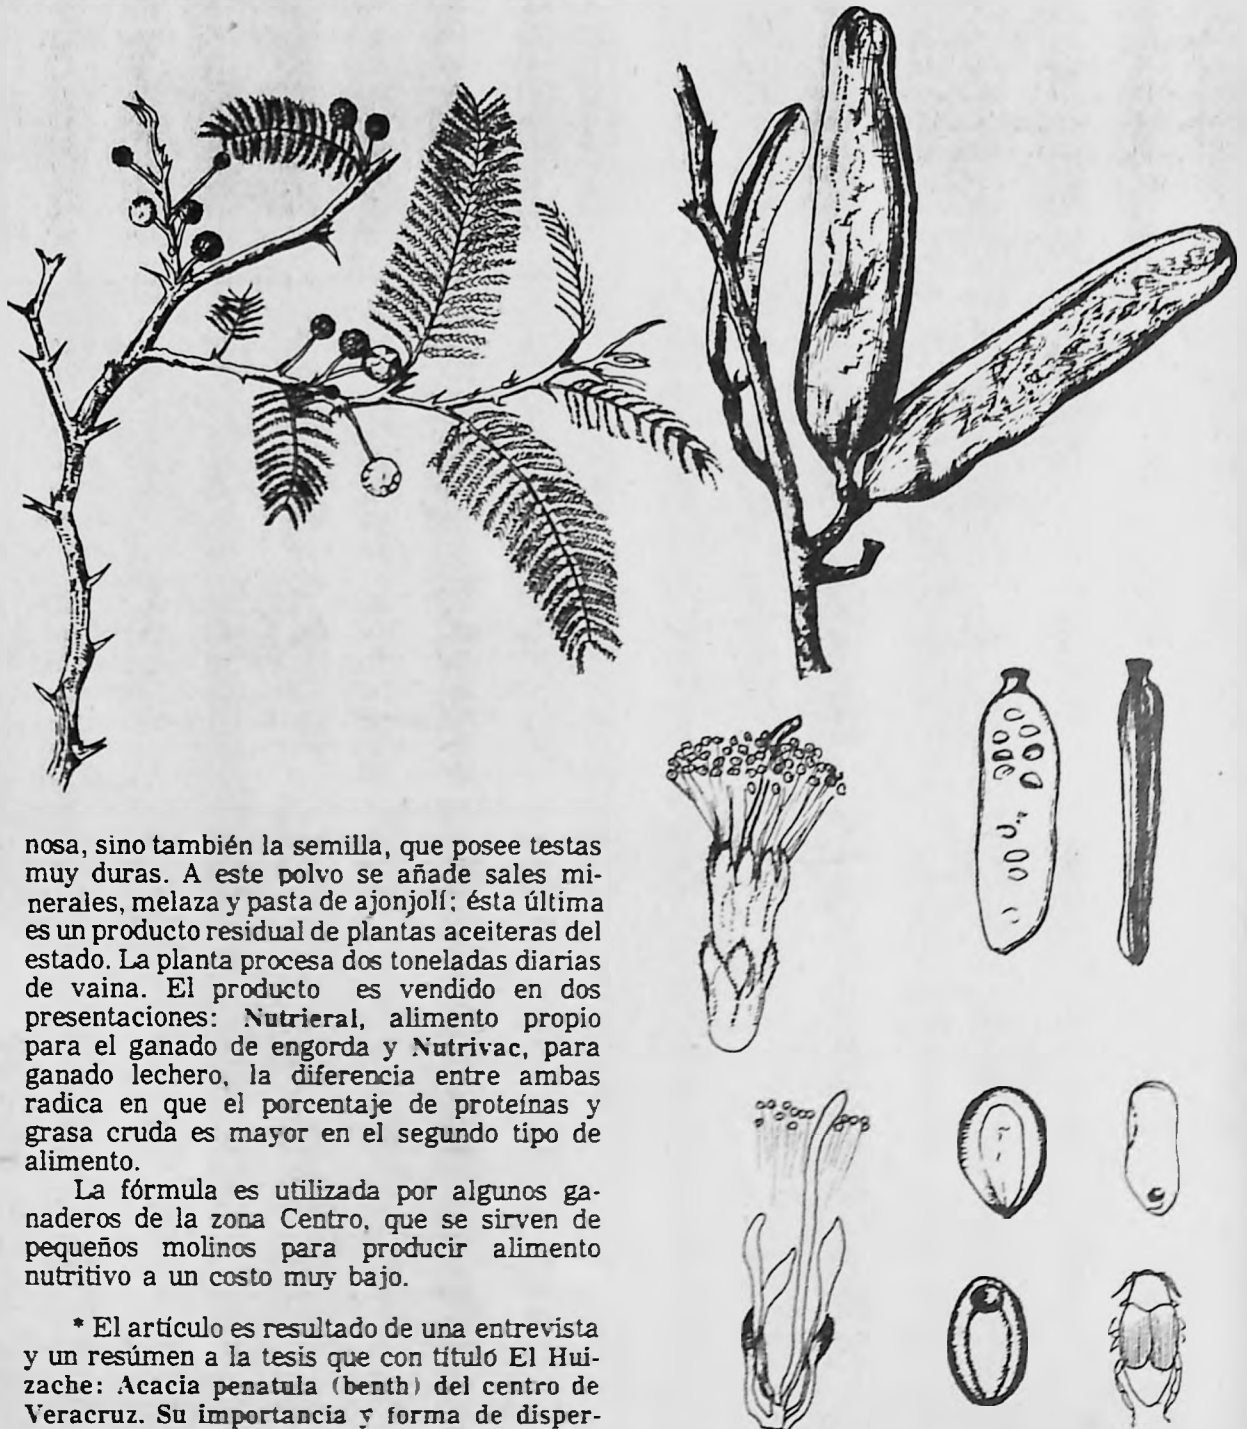 nosa, sino también la semilla, que posee testas
muy duras. A este polvo se añade sales mi-
nerales, melaza y pasta de ajonjolí; ésta última
es un producto residual de plantas aceiteras del
estado. La planta procesa dos toneladas diarias
de vaina. El producto es vendido en dos
presentaciones: Nutrieral, alimento propio
para el ganado de engorda y Nutrivac, para
ganado lechero, la diferencia entre ambas
radica en que el porcentaje de proteínas y
grasa cruda es mayor en el segundo tipo de
alimento.
La fórmula es utilizada por algunos ga-
naderos de la zona Centro, que se sirven de
pequeños molinos para producir alimento
nutritivo a un costo muy bajo.
* El artículo es resultado de una entrevista
y un resúmen a la tesis que con títuló El Hui-
zache: Acacia penatula (benth) del centro de
Veracruz. Su importancia y forma de disper-